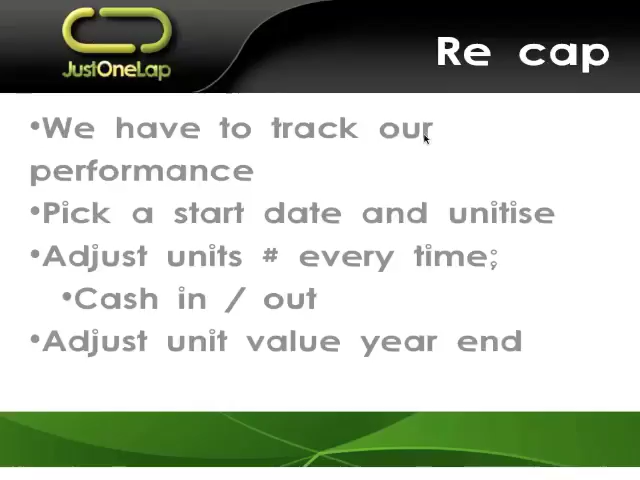 JustOneLap
Re cap
•We have to track our
performance
•Pick a start date and unitise
•Adjust units # every time;
•Cash in / out
•Adjust unit value year end